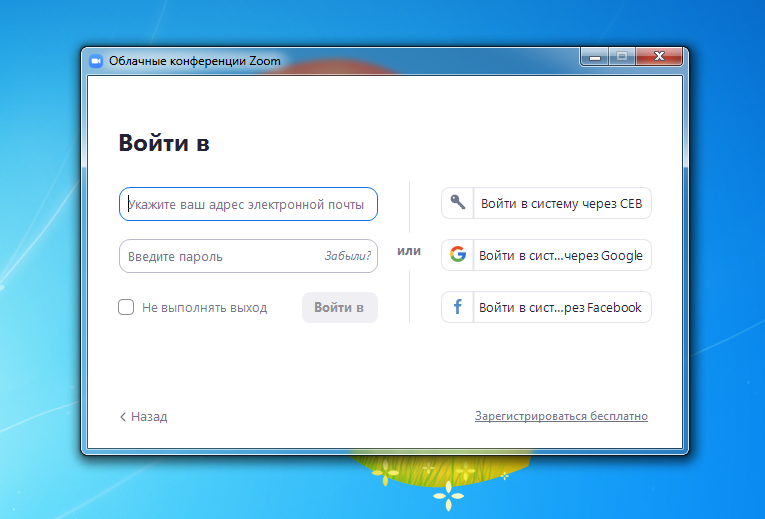 Облачные конференции Zoom
Войти в
Укажите ваш адрес электронной почты
Введите пароль
Забыли?
Не выполнять выход
Войти в
или
Войти в систему через СЕВ
Войти в сист...через Google
Войти в сист...рез Facebook
Назад
Зарегистрироваться бесплатно